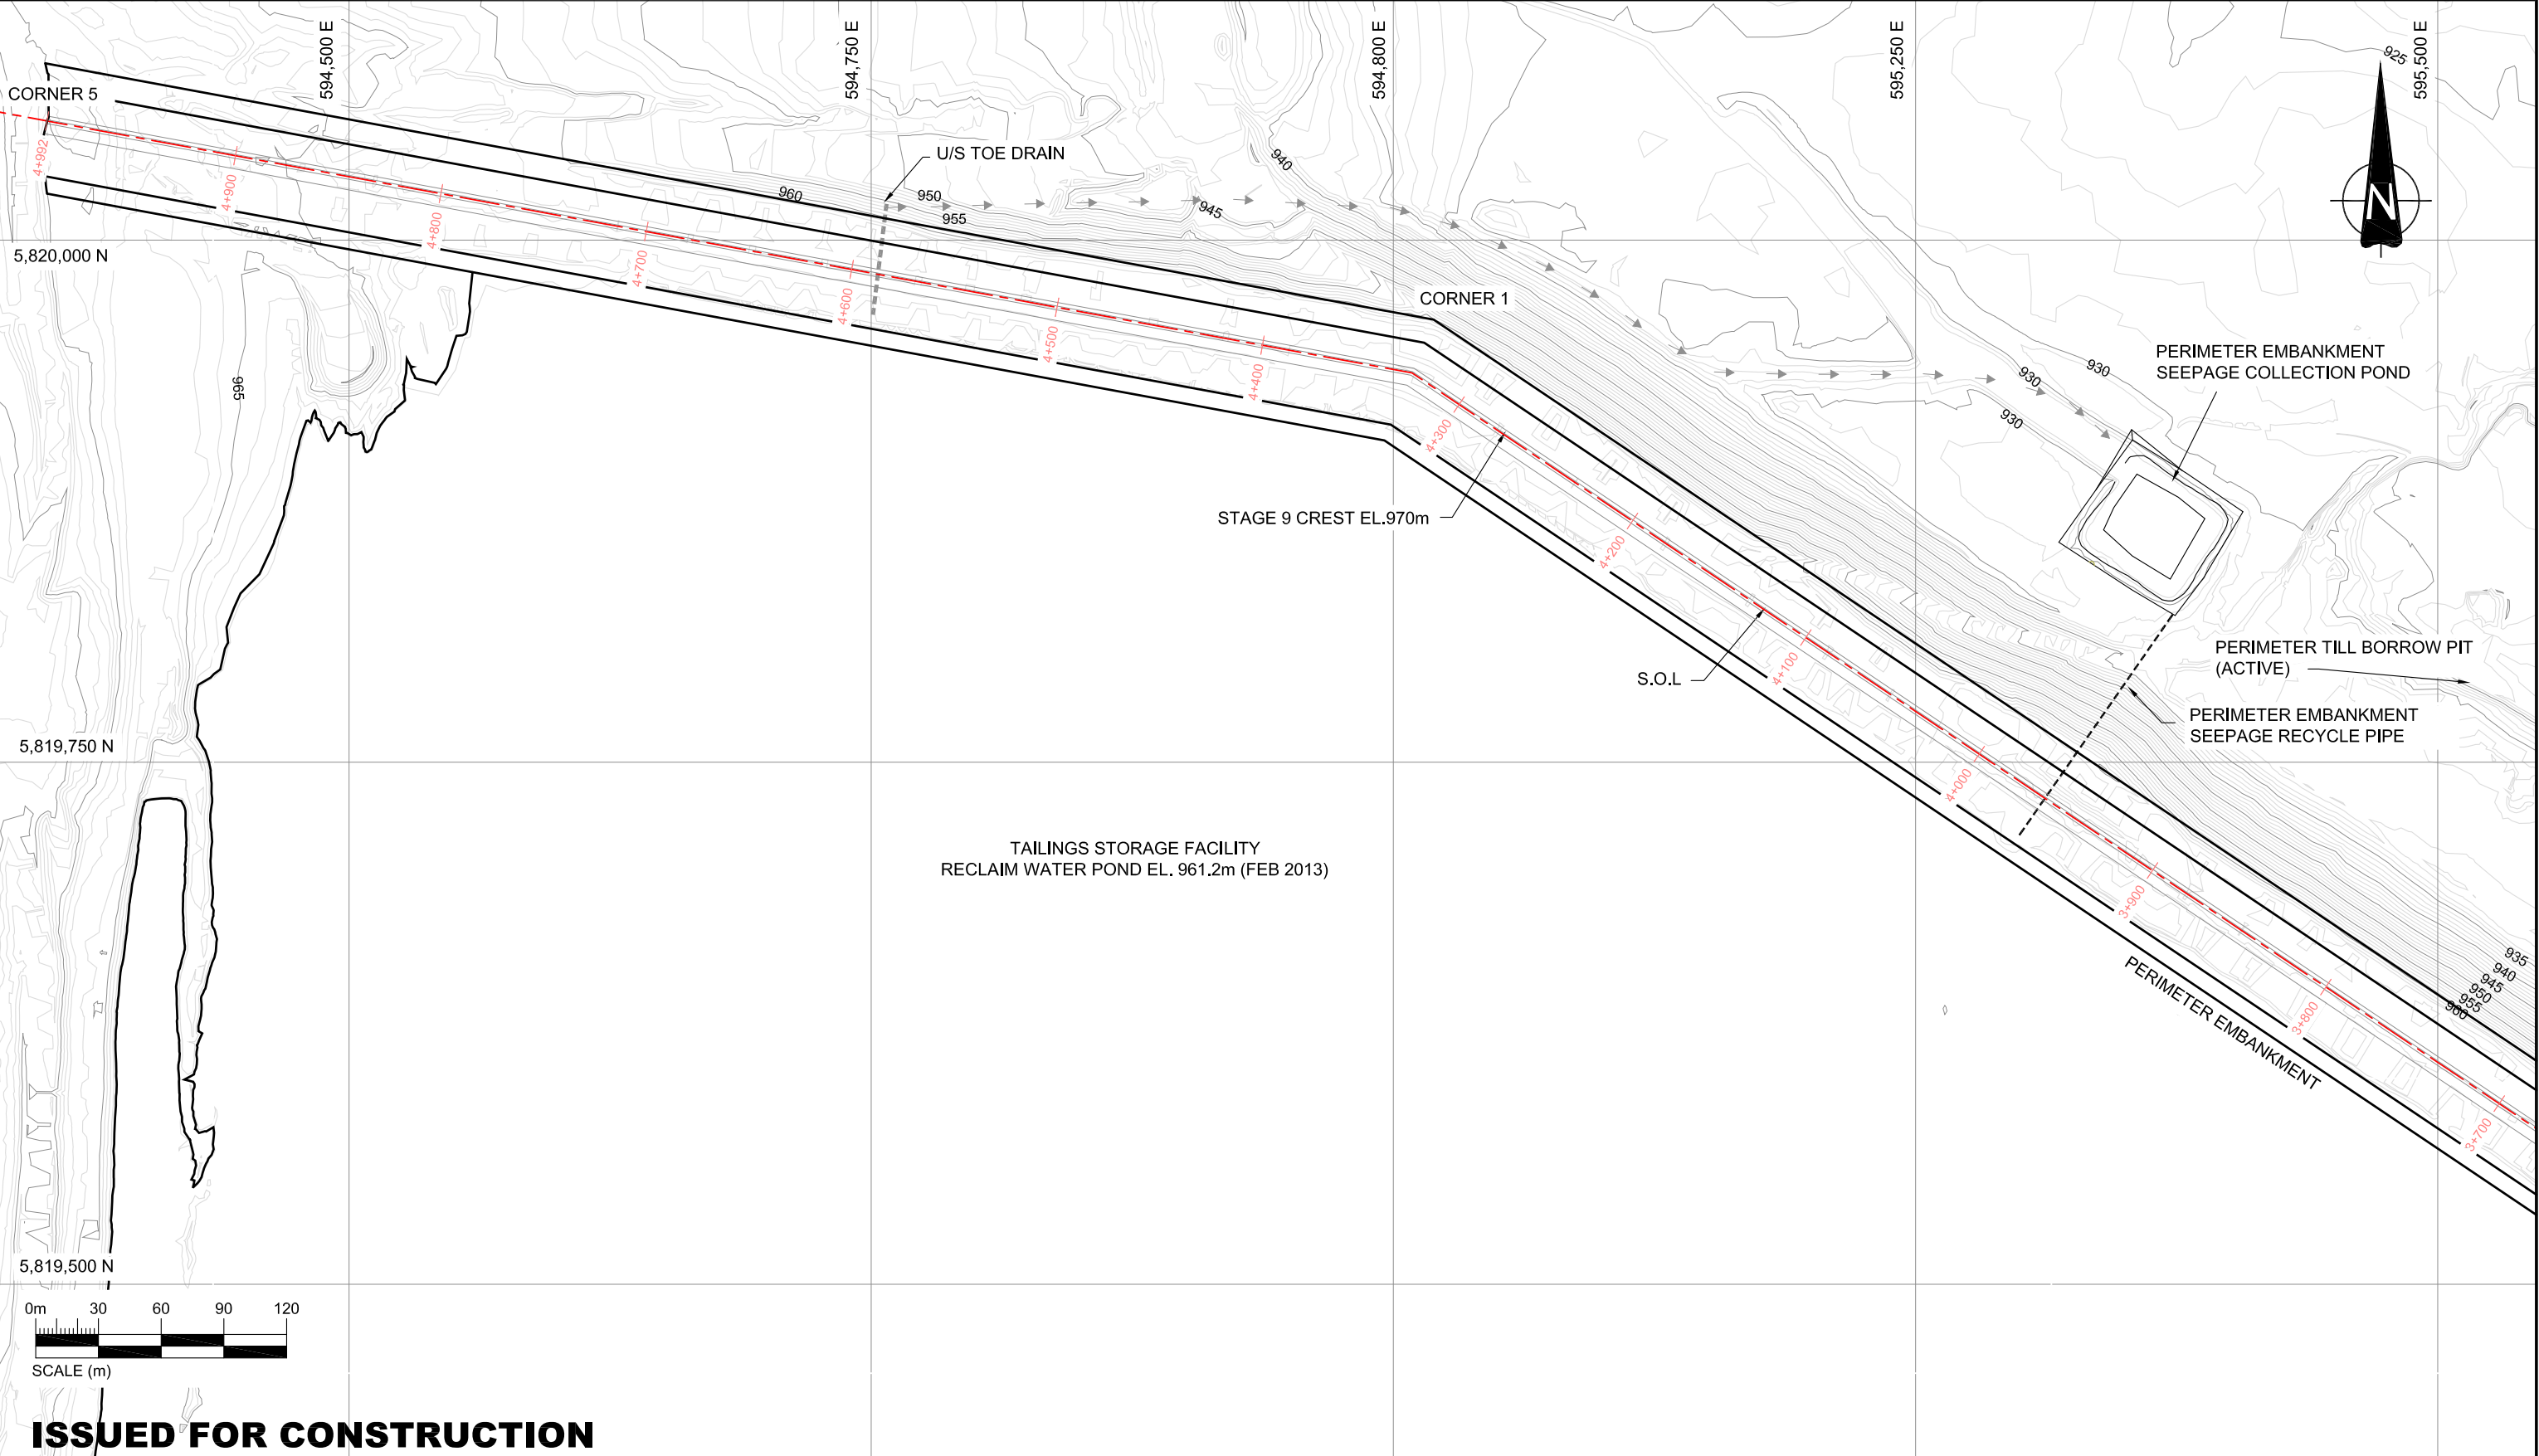 594,500 E
594,750 E
594,800 E
595,250 E
595,500 E
925
CORNER 5
4+992
4+900
4+800
4+700
4+600
4+500
4+400
U/S TOE DRAIN
960
950
955
945
940
N
5,820,000 N
CORNER 1
965
PERIMETER EMBANKMENT
SEEPAGE COLLECTION POND
930
930
930
4+300
STAGE 9 CREST EL.970m
4+200
S.O.L
4+100
PERIMETER TILL BORROW PIT
(ACTIVE)
PERIMETER EMBANKMENT
SEEPAGE RECYCLE PIPE
5,819,750 N
4+000
TAILINGS STORAGE FACILITY
RECLAIM WATER POND EL. 961.2m (FEB 2013)
3+900
PERIMETER EMBANKMENT
935
940
945
950
955
960
3+800
3+700
5,819,500 N
0m 30 60 90 120
SCALE (m)
ISSUED FOR CONSTRUCTION